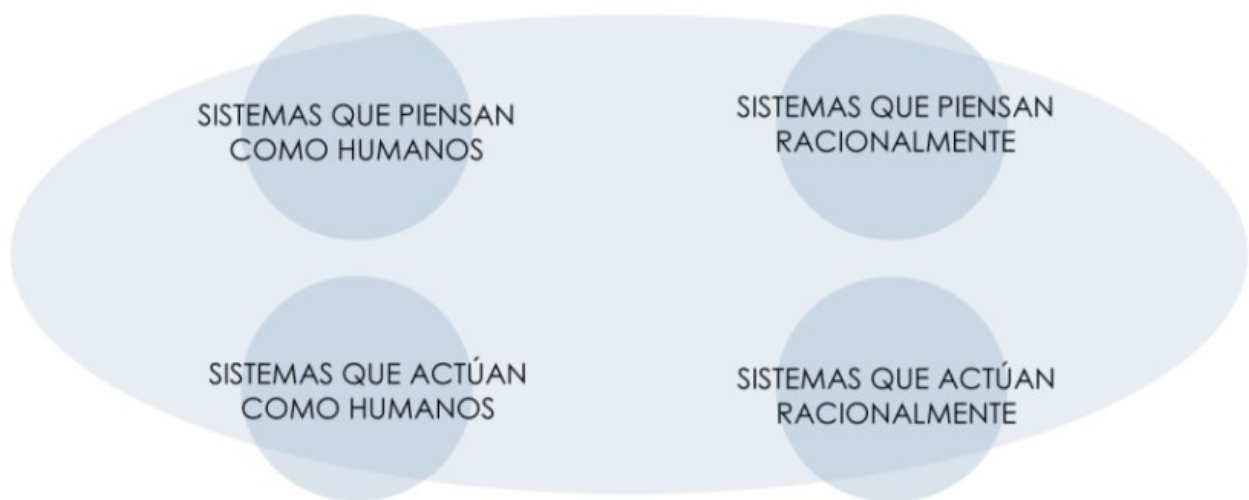 SISTEMAS QUE PIENSAN
COMO HUMANOS
SISTEMAS QUE PIENSAN
RACIONALMENTE
SISTEMAS QUE ACTÚAN
COMO HUMANOS
SISTEMAS QUE ACTÚAN
RACIONALMENTE